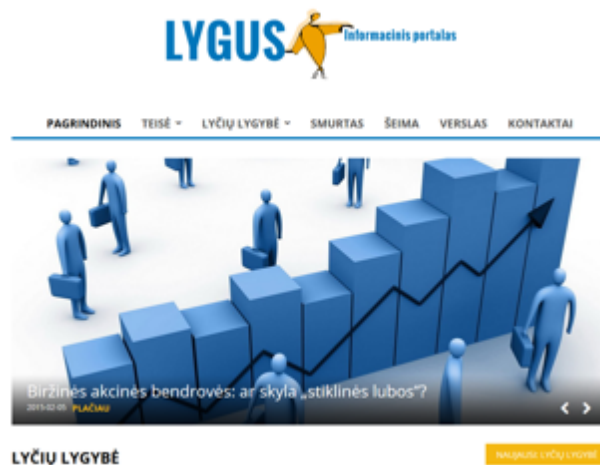 LYGUS Informacinis portalas
PAGRINDINIS TEISĖ LYČIŲ LYGYBĖ SMURTAS ŠEIMA VERSLAS KONTAKTAI
Biržinės akcinės bendrovės: ar skyla „stiklinės lubos“?
2015-02-05 PLAČIAU
LYČIŲ LYGYBĖ NAUJAUSI: LYČIŲ LYGYBĖ